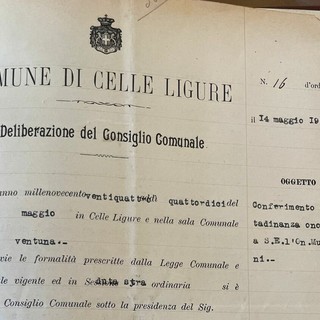 MUNE DI CELLE LIGURE
Deliberazione del Consiglio Comunale
anno millenovecento ventiquattro quattordici del
maggio in Celle Ligure e nella sala Comunale
ventuna.-
vie le formalità prescritte dalla Legge Comunale e
le vigente ed in ordinaria si è
Consiglio Comunale sotto la presidenza del Sig.
N. 16 d'ord
il 14 maggio 19
OGGETTO
Conferimento
tadinanza ono
a S.E.l'On.Mu
ni.-